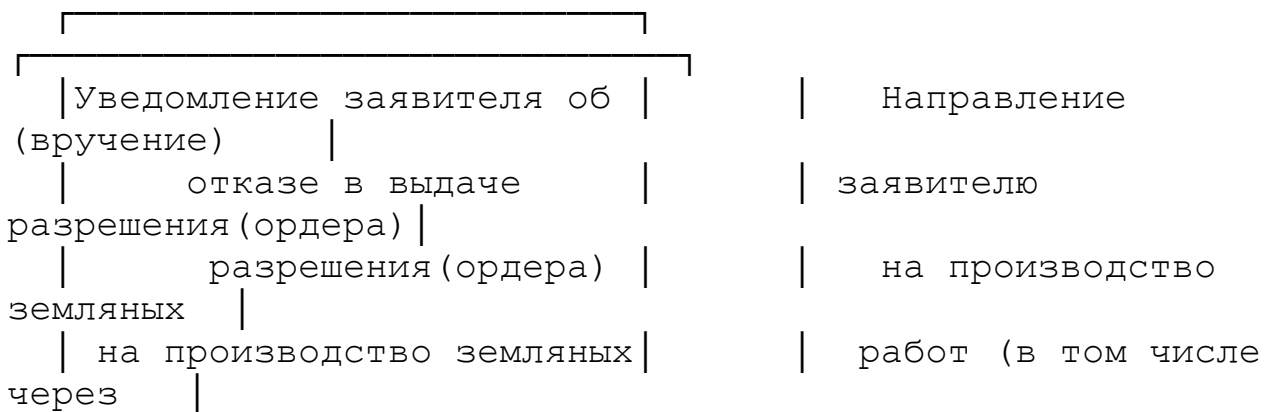 Уведомление заявителя об Направление
(вручение)
отказе в выдаче заявителю
разрешения(ордера)
разрешения(ордера) на производство
земляных
на производство земляных работ (в том числе
через